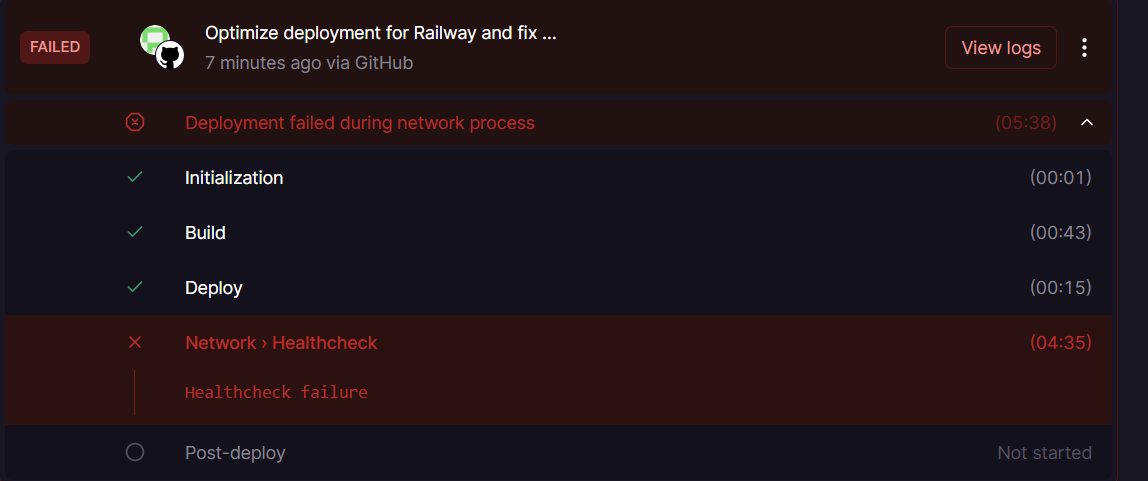 FAILED
Optimize deployment for Railway and fix ...
7 minutes ago via GitHub
View logs
Deployment failed during network process (05:38)
Initialization (00:01)
Build (00:43)
Deploy (00:15)
Network › Healthcheck (04:35)
Healthcheck failure
Post-deploy Not started